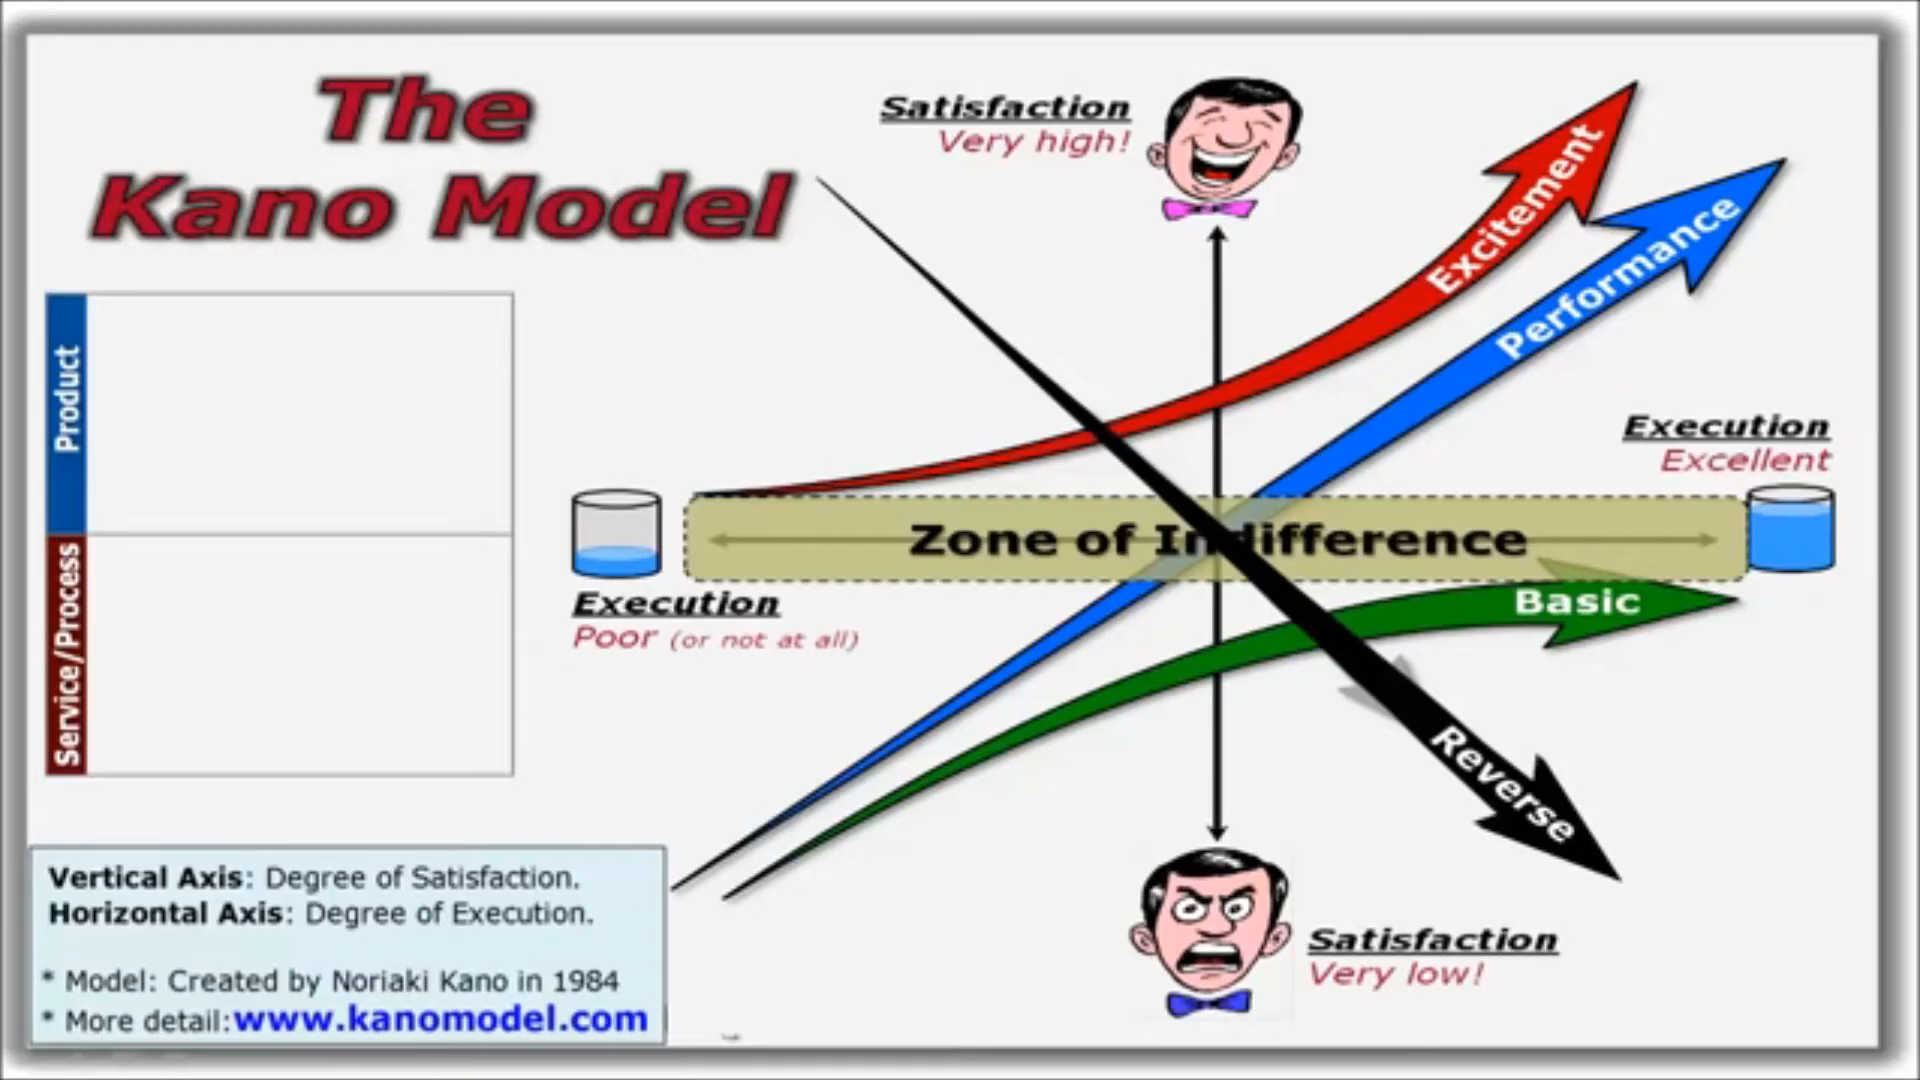 The
Kano Model
Satisfaction
Very high!
Excitement
Performance
Product
Service/Process
Execution
Excellent
Zone of Indifference
Execution
Poor (or not at all)
Basic
Reverse
Satisfaction
Very low!
Vertical Axis: Degree of Satisfaction.
Horizontal Axis: Degree of Execution.
* Model: Created by Noriaki Kano in 1984
* More detail:www.kanomodel.com